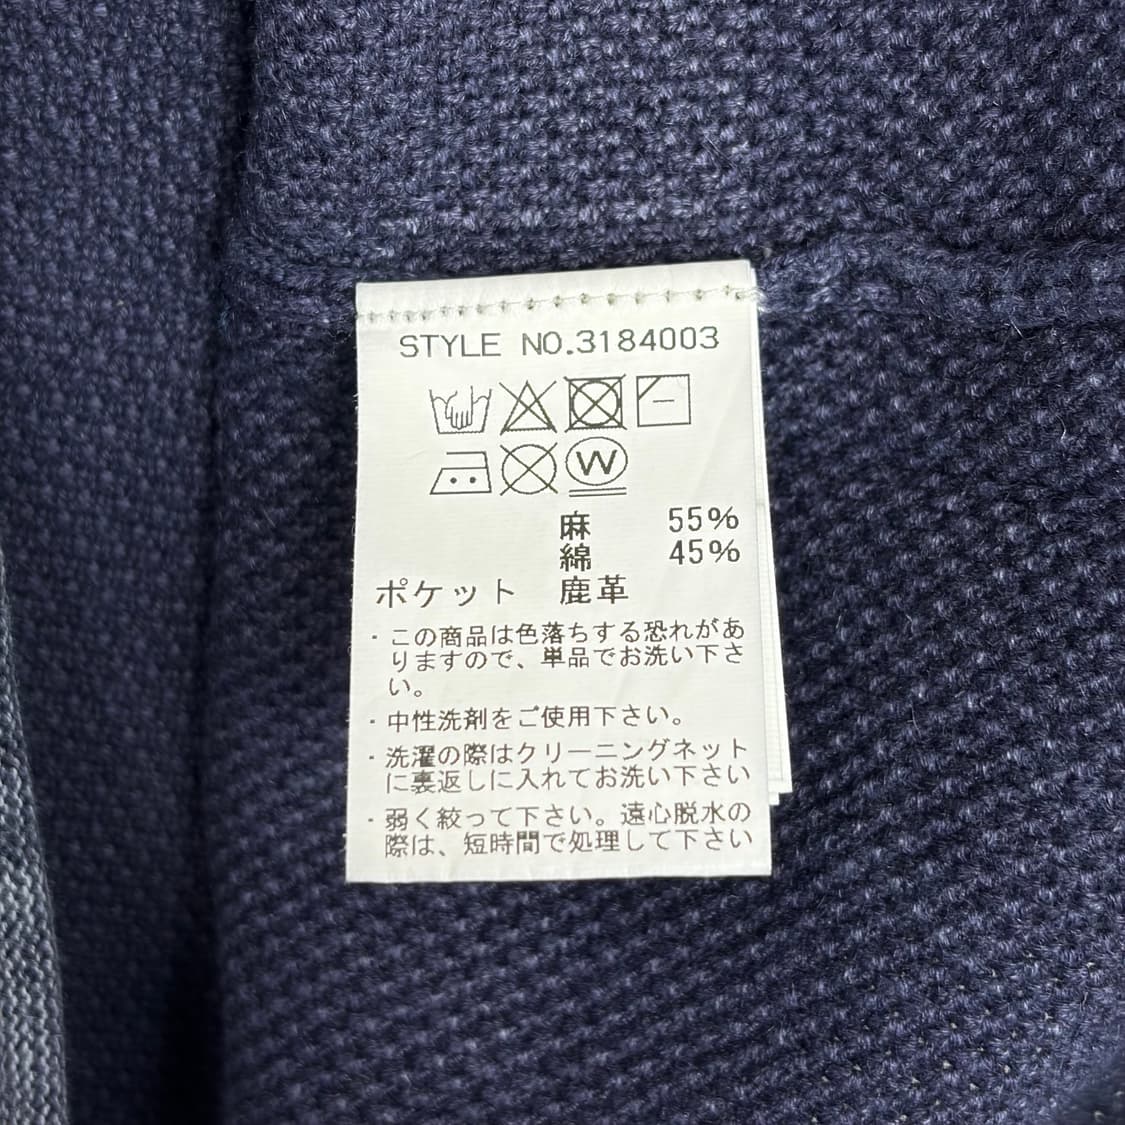 STYLE NO.3184003
W
麻 55%
綿 45%
ポケット 鹿革
・この商品は色落ちする恐れがあ
りますので、単品でお洗い下さ
い。
・中性洗剤をご使用下さい。
・洗濯の際はクリーニングネット
に裏返しに入れてお洗い下さい
・弱く絞って下さい。遠心脱水の
際は、短時間で処理して下さい